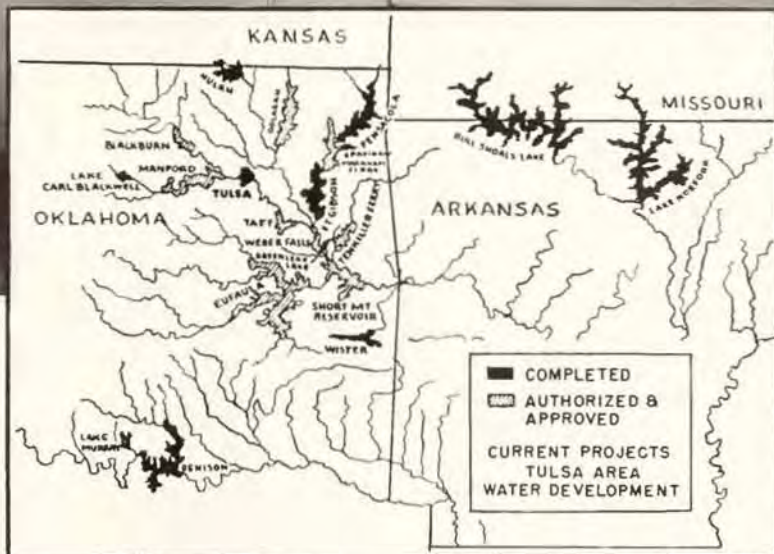 KANSAS
MISSOURI
HULAH
OOLOGAH
PENSACOLA
BLACKBURN
MANFORD
LAKE
CARL BLACKWELL
TULSA
BULL SHOALS LAKE
LAKE NORFORK
OKLAHOMA
ARKANSAS
FT GIBSON
TAFT
TENKILLER FERRY
WEBER FALLS
GREENLEAF
LAKE
EUFAULA
SHORT MT
RESERVOIR
WISTER
LAKE
MURRAY
DENISON
COMPLETED
AUTHORIZED &
APPROVED
CURRENT PROJECTS
TULSA AREA
WATER DEVELOPMENT